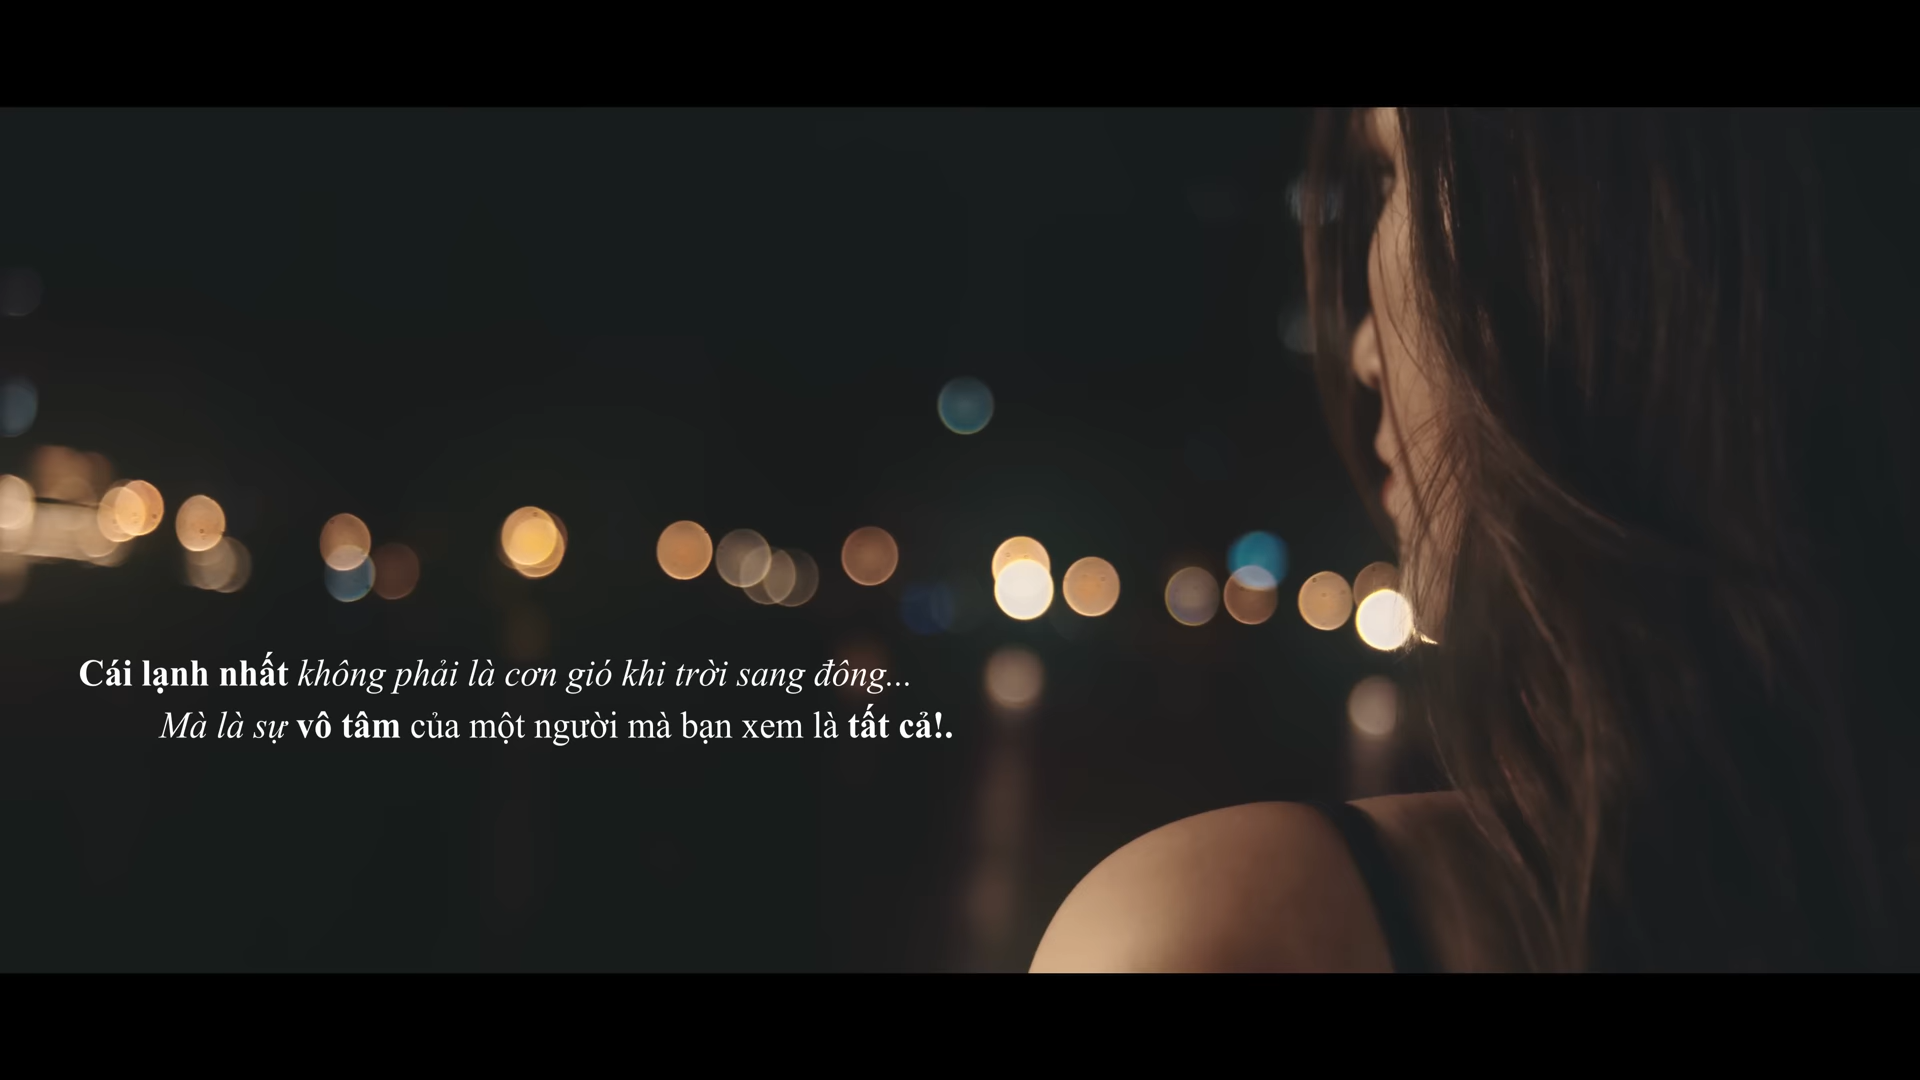 Cái lạnh nhất không phải là cơn gió khi trời sang đông...
Mà là sự vô tâm của một người mà bạn xem là tất cả!.